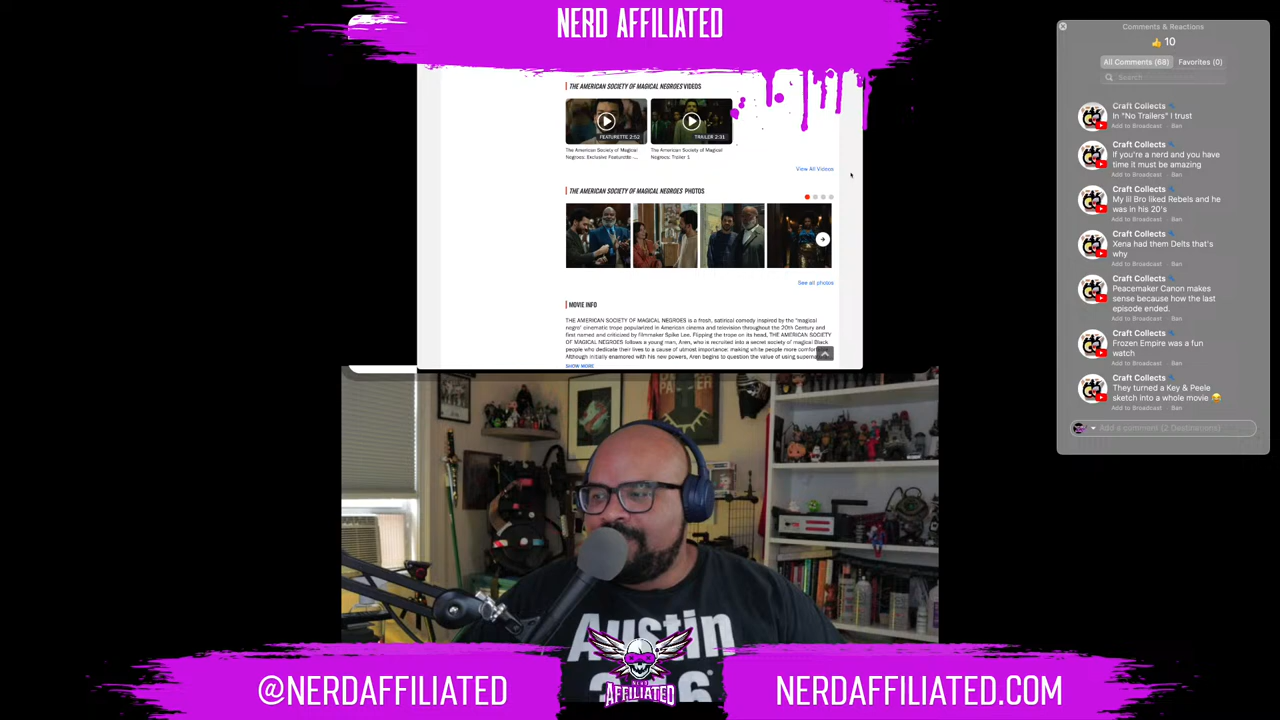 NERD AFFILIATED
THE AMERICAN SOCIETY OF MAGICAL NEGROES VIDEOS
FEATURETTE 2:52
TRAILER 2:31
The American Society of Magical
Negroes: Exclusive Featurette -...
The American Society of Magical
Negroes: Trailer 1
View All Videos
THE AMERICAN SOCIETY OF MAGICAL NEGROES PHOTOS
See all photos
MOVIE INFO
THE AMERICAN SOCIETY OF MAGICAL NEGROES is a fresh, satirical comedy inspired by the "magical
negro" cinematic trope popularized in American cinema and television throughout the 20th Century and
first named and criticized by filmmaker Spike Lee. Flipping the trope on its head, THE AMERICAN SOCIETY
OF MAGICAL NEGROES follows a young man, Aren, who is recruited into a secret society of magical Black
people who dedicate their lives to a cause of utmost importance: making white people more
Although initially enamored with his new powers, Aren begins to question the value of using
SHOW MORE
Austin
AFFILIATED
@NERDAFFILIATED
NERDAFFILIATED.COM
Comments & Reactions
👍 10
All Comments (68) Favorites (0)
Search
Craft Collects
In "No Trailers" I trust
Add to Broadcast · Ban
Craft Collects
If you're a nerd and you have
time it must be amazing
Add to Broadcast · Ban
Craft Collects
My lil Bro liked Rebels and he
was in his 20's
Add to Broadcast · Ban
Craft Collects
Xena had them Delts that's
why
Add to Broadcast · Ban
Craft Collects
Peacemaker Canon makes
sense because how the last
episode ended.
Add to Broadcast · Ban
Craft Collects
Frozen Empire was a fun
watch
Add to Broadcast · Ban
Craft Collects
They turned a Key & Peele
sketch into a whole movie 😂
Add to Broadcast · Ban
Add a comment (2 Destinations)